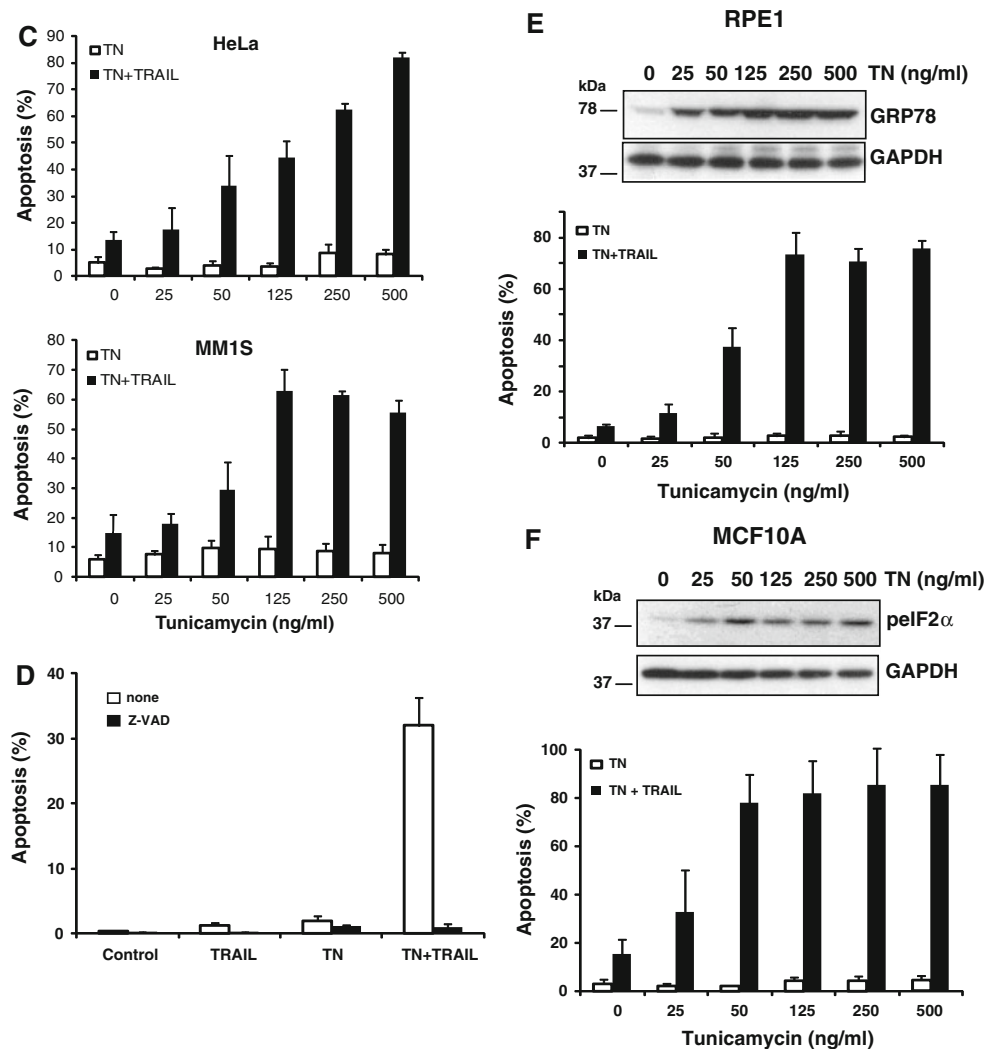 C
HeLa
TN
TN+TRAIL
Apoptosis (%)
90
80
70
60
50
40
30
20
10
0
0 25 50 125 250 500
MM1S
TN
TN+TRAIL
Apoptosis (%)
80
70
60
50
40
30
20
10
0
0 25 50 125 250 500
Tunicamycin (ng/ml)
D
none
Z-VAD
Apoptosis (%)
40
30
20
10
0
Control TRAIL TN TN+TRAIL
E
RPE1
0 25 50 125 250 500 TN (ng/ml)
kDa
78
GRP78
37
GAPDH
TN
TN+TRAIL
Apoptosis (%)
80
60
40
20
0
0 25 50 125 250 500
Tunicamycin (ng/ml)
F
MCF10A
0 25 50 125 250 500 TN (ng/ml)
kDa
37
peIF2α
37
GAPDH
TN
TN + TRAIL
Apoptosis (%)
100
80
60
40
20
0
0 25 50 125 250 500
Tunicamycin (ng/ml)